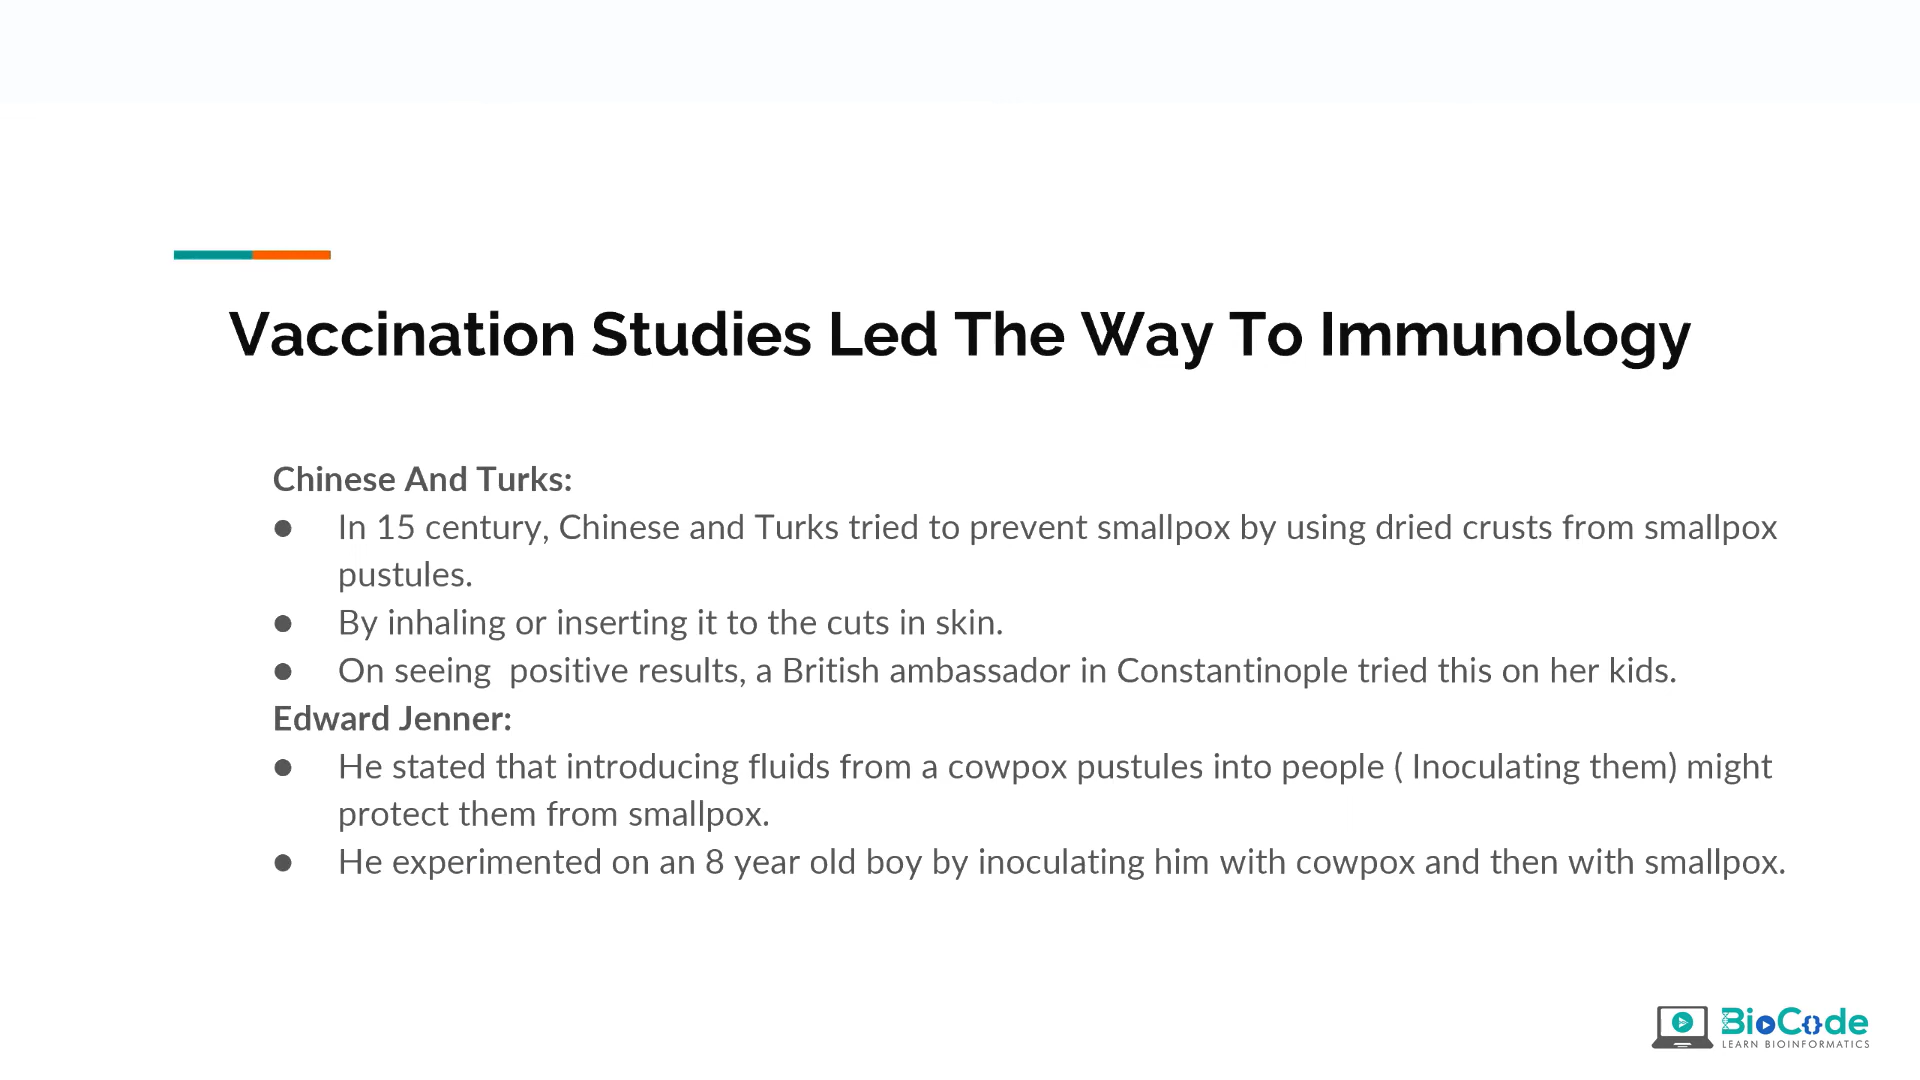 Vaccination Studies Led The Way To Immunology
Chinese And Turks:
● In 15 century, Chinese and Turks tried to prevent smallpox by using dried crusts from smallpox
pustules.
● By inhaling or inserting it to the cuts in skin.
● On seeing  positive results, a British ambassador in Constantinople tried this on her kids.
Edward Jenner:
● He stated that introducing fluids from a cowpox pustules into people ( Inoculating them) might
protect them from smallpox.
● He experimented on an 8 year old boy by inoculating him with cowpox and then with smallpox.
BioCode
LEARN BIOINFORMATICS